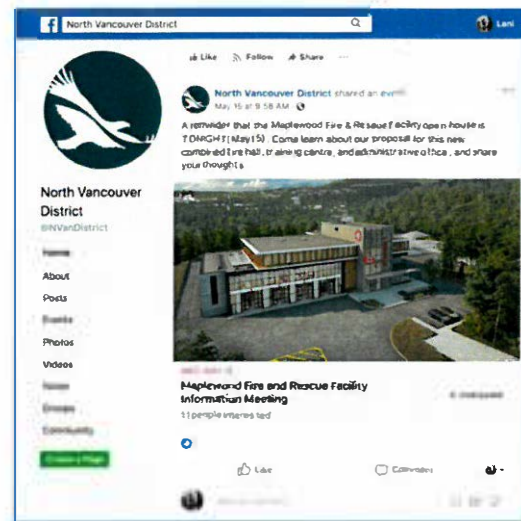 North Vancouver District
Lani
Like Follow Share
North Vancouver District shared an event
May 15 at 9:58 AM
A reminder that the Maplewood Fire & Rescue Facility open house is
TONIGHT (May 15). Come learn about our proposal for this new
combined fire hall, training centre, and administrative office, and share
your thoughts
North Vancouver
District
@NVanDistrict
Home
About
Posts
Events
Photos
Videos
Groups
Community
Create a Page
Maplewood Fire and Rescue Facility
Information Meeting
11 people interested
Like
Comment